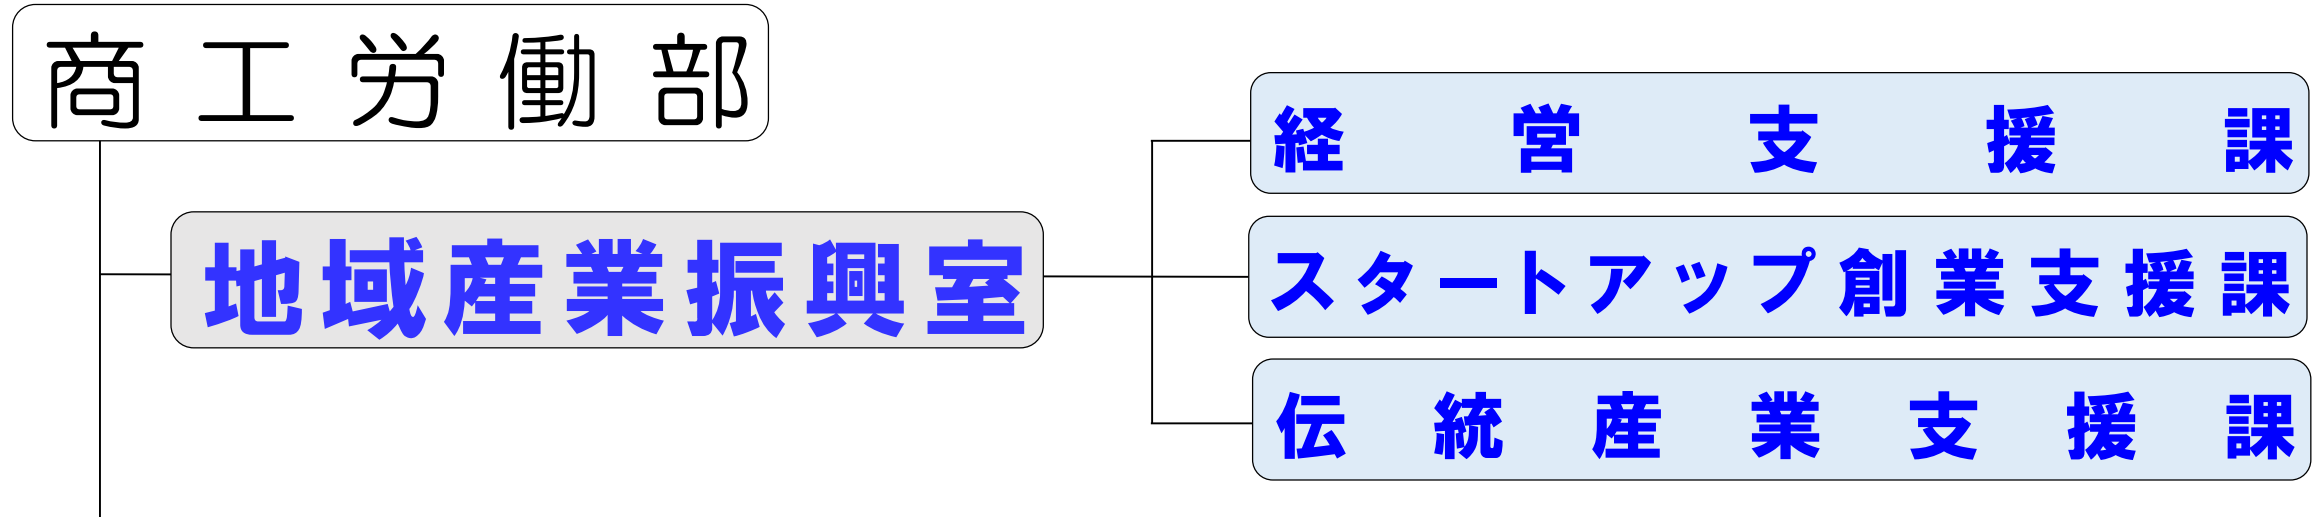 商工労働部
地域産業振興室
経営支援課
スタートアップ創業支援課
伝統産業支援課